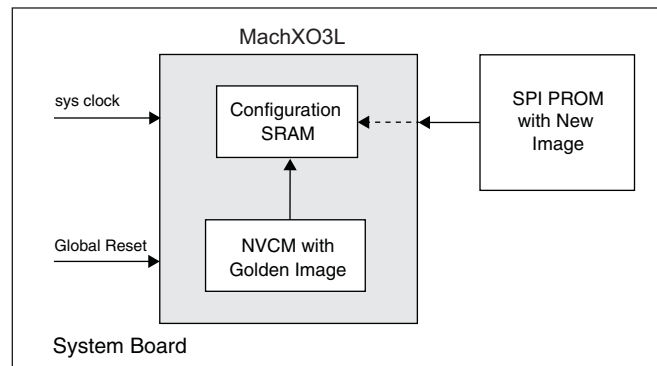 MachXO3L
sys clock
Configuration
SRAM
SPI PROM
with New
Image
Global Reset
NVCM with
Golden Image
System Board